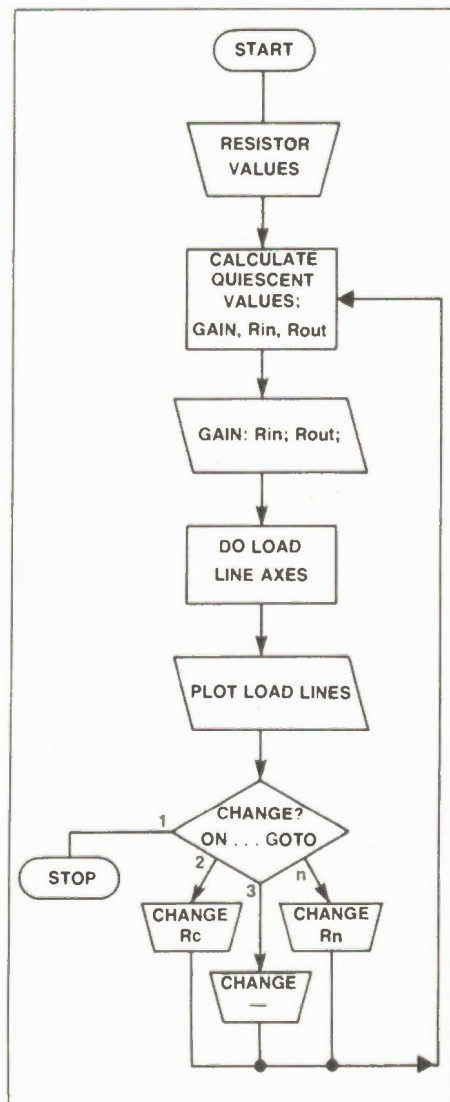 START
RESISTOR
VALUES
CALCULATE
QUIESCENT
VALUES;
GAIN, Rin, Rout
GAIN: Rin; Rout;
DO LOAD
LINE AXES
PLOT LOAD LINES
CHANGE?
ON . . . GOTO
1
2
3
n
STOP
CHANGE
Rc
CHANGE
—
CHANGE
Rn